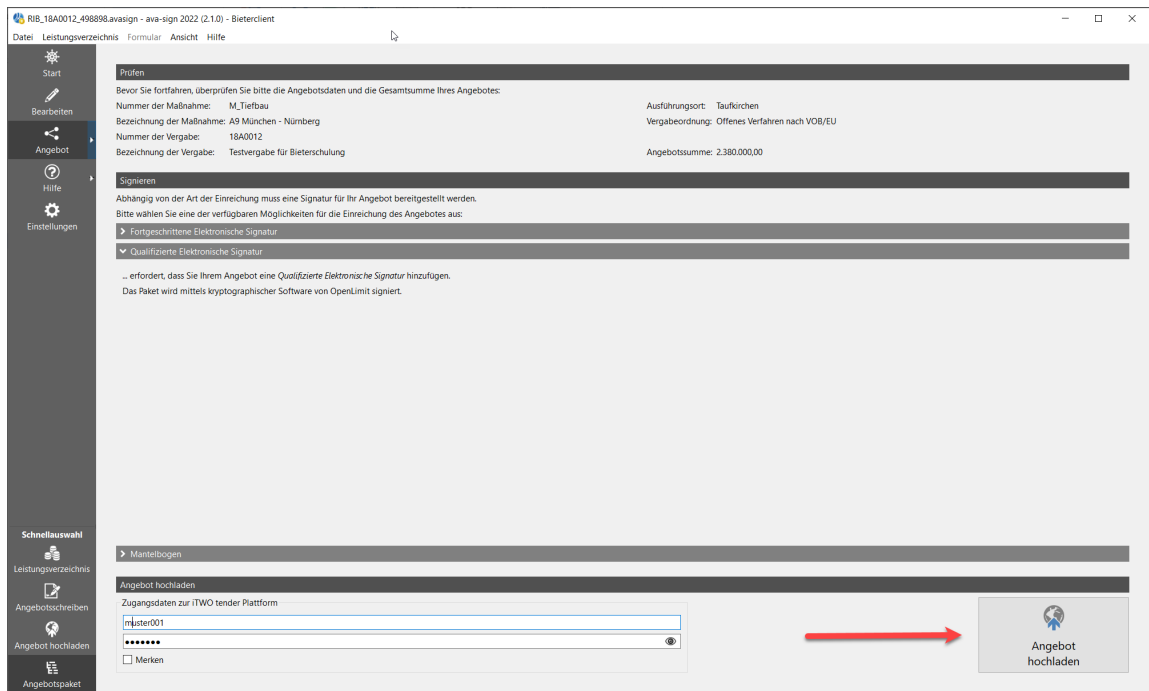 RIB_18A0012_498898.avasign - ava-sign 2022 (2.1.0) - Bieterclient
Datei Leistungsverzeichnis Formular Ansicht Hilfe
Start
Bearbeiten
Angebot
Hilfe
Einstellungen
Prüfen
Bevor Sie fortfahren, überprüfen Sie bitte die Angebotsdaten und die Gesamtsumme Ihres Angebotes:
Nummer der Maßnahme: M_Tiefbau Ausführungsort: Taufkirchen
Bezeichnung der Maßnahme: A9 München - Nürnberg Vergabeordnung: Offenes Verfahren nach VOB/EU
Nummer der Vergabe: 18A0012
Bezeichnung der Vergabe: Testvergabe für Bieterschulung Angebotssumme: 2.380.000,00
Signieren
Abhängig von der Art der Einreichung muss eine Signatur für Ihr Angebot bereitgestellt werden.
Bitte wählen Sie eine der verfügbaren Möglichkeiten für die Einreichung des Angebotes aus:
Fortgeschrittene Elektronische Signatur
Qualifizierte Elektronische Signatur
... erfordert, dass Sie Ihrem Angebot eine Qualifizierte Elektronische Signatur hinzufügen.
Das Paket wird mittels kryptographischer Software von OpenLimit signiert.
Schnellauswahl
Leistungsverzeichnis
Angebotsschreiben
Angebot hochladen
Angebotspaket
Mantelbogen
Angebot hochladen
Zugangsdaten zur iTWO tender Plattform
muster001
•••••••
Merken
Angebot
hochladen